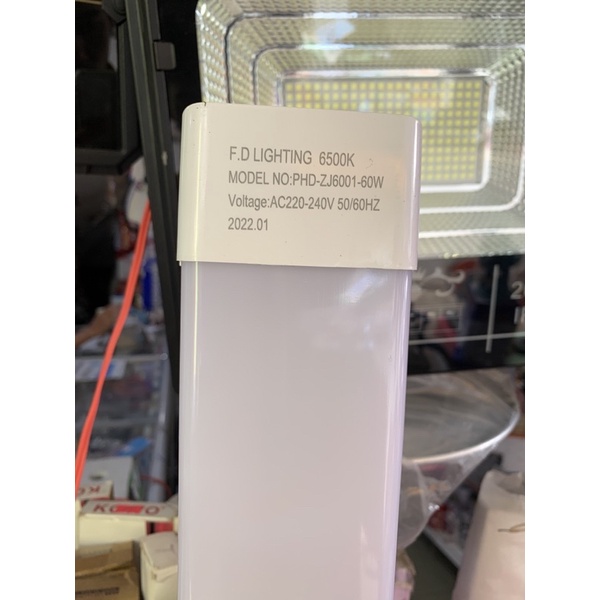 F.D LIGHTING 6500K
MODEL NO:PHD-ZJ6001-60W
Voltage:AC220-240V 50/60HZ
2022.01